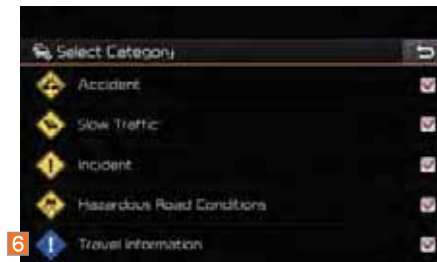 Select Category
Accident
Slow Traffic
Incident
Hazardous Road Conditions
6 Travel Information